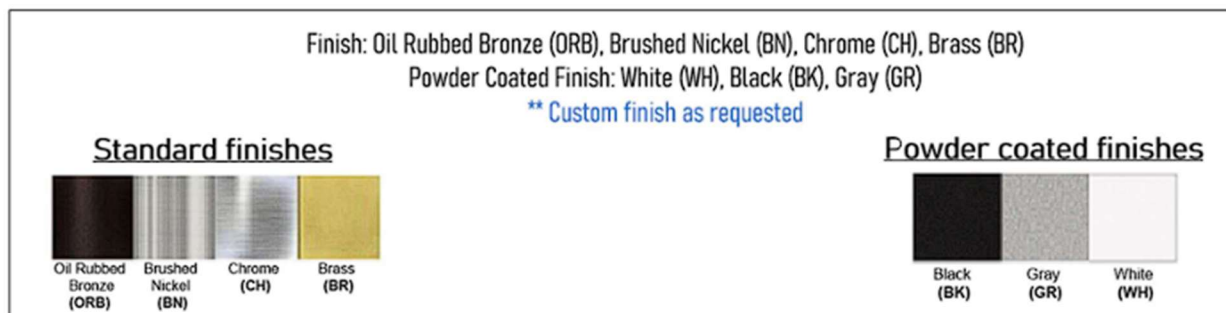 Finish: Oil Rubbed Bronze (ORB), Brushed Nickel (BN), Chrome (CH), Brass (BR)
Powder Coated Finish: White (WH), Black (BK), Gray (GR)
** Custom finish as requested
Standard finishes
Oil Rubbed
Bronze
(ORB)
Brushed
Nickel
(BN)
Chrome
(CH)
Brass
(BR)
Powder coated finishes
Black
(BK)
Gray
(GR)
White
(WH)